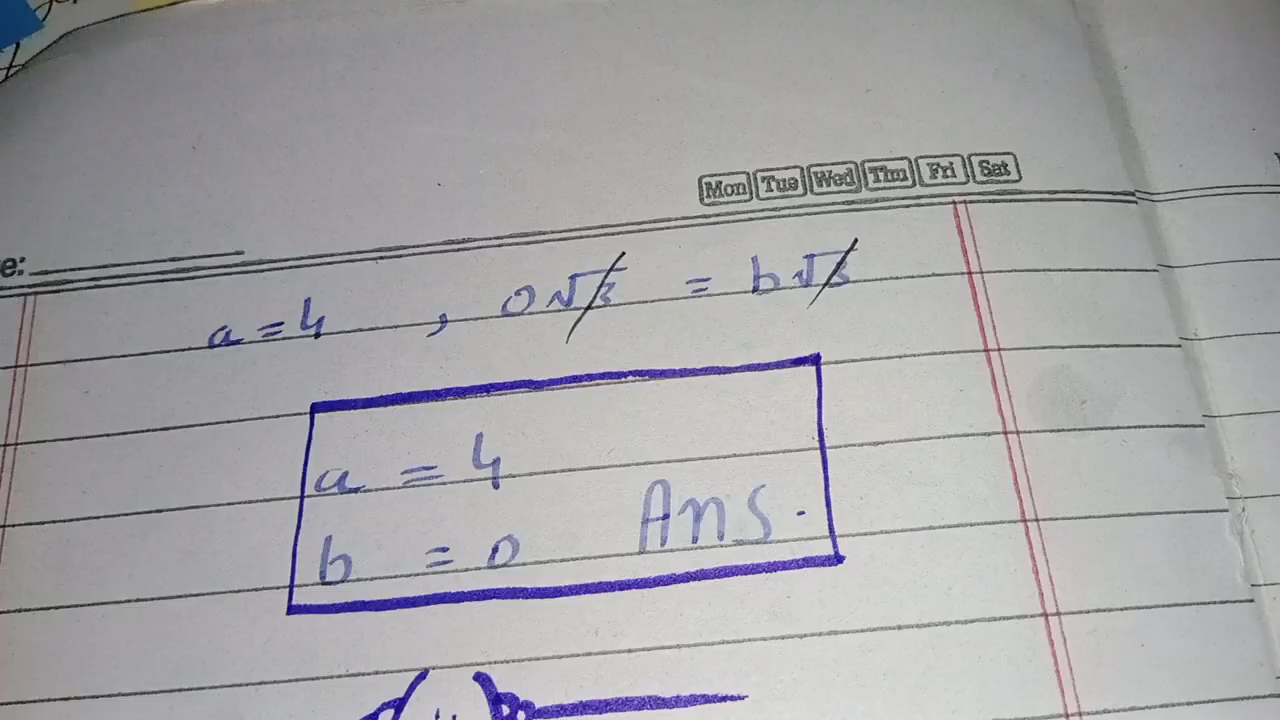 Mon Tue Wed Thu Fri Sat
e:
a = 4 , 0√3 = b√3
a = 4
b = 0 Ans.